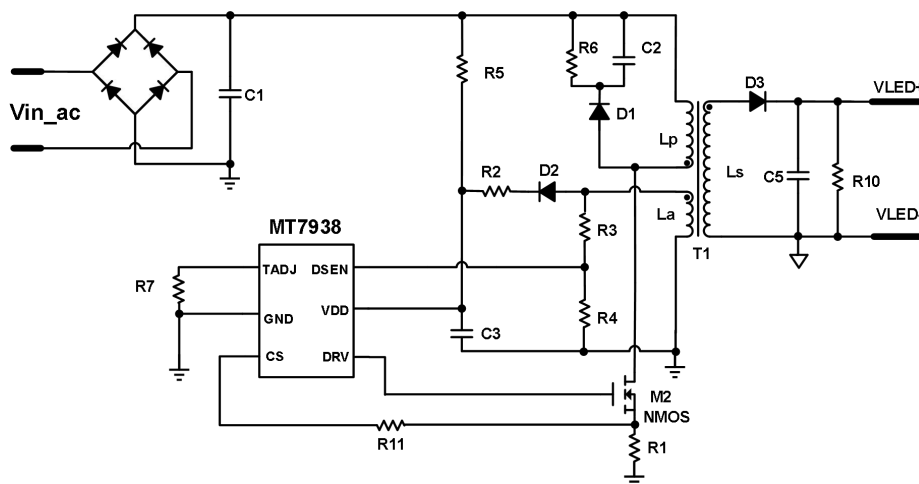 R6
C2
D3
VLED+
R5
C1
D1
Vin_ac
Lp
Ls
C5
R10
D2
R2
La
VLED-
MT7938
R3
T1
TADJ
DSEN
R7
VDD
GND
R4
C3
CS
DRV
M2
NMOS
R11
R1